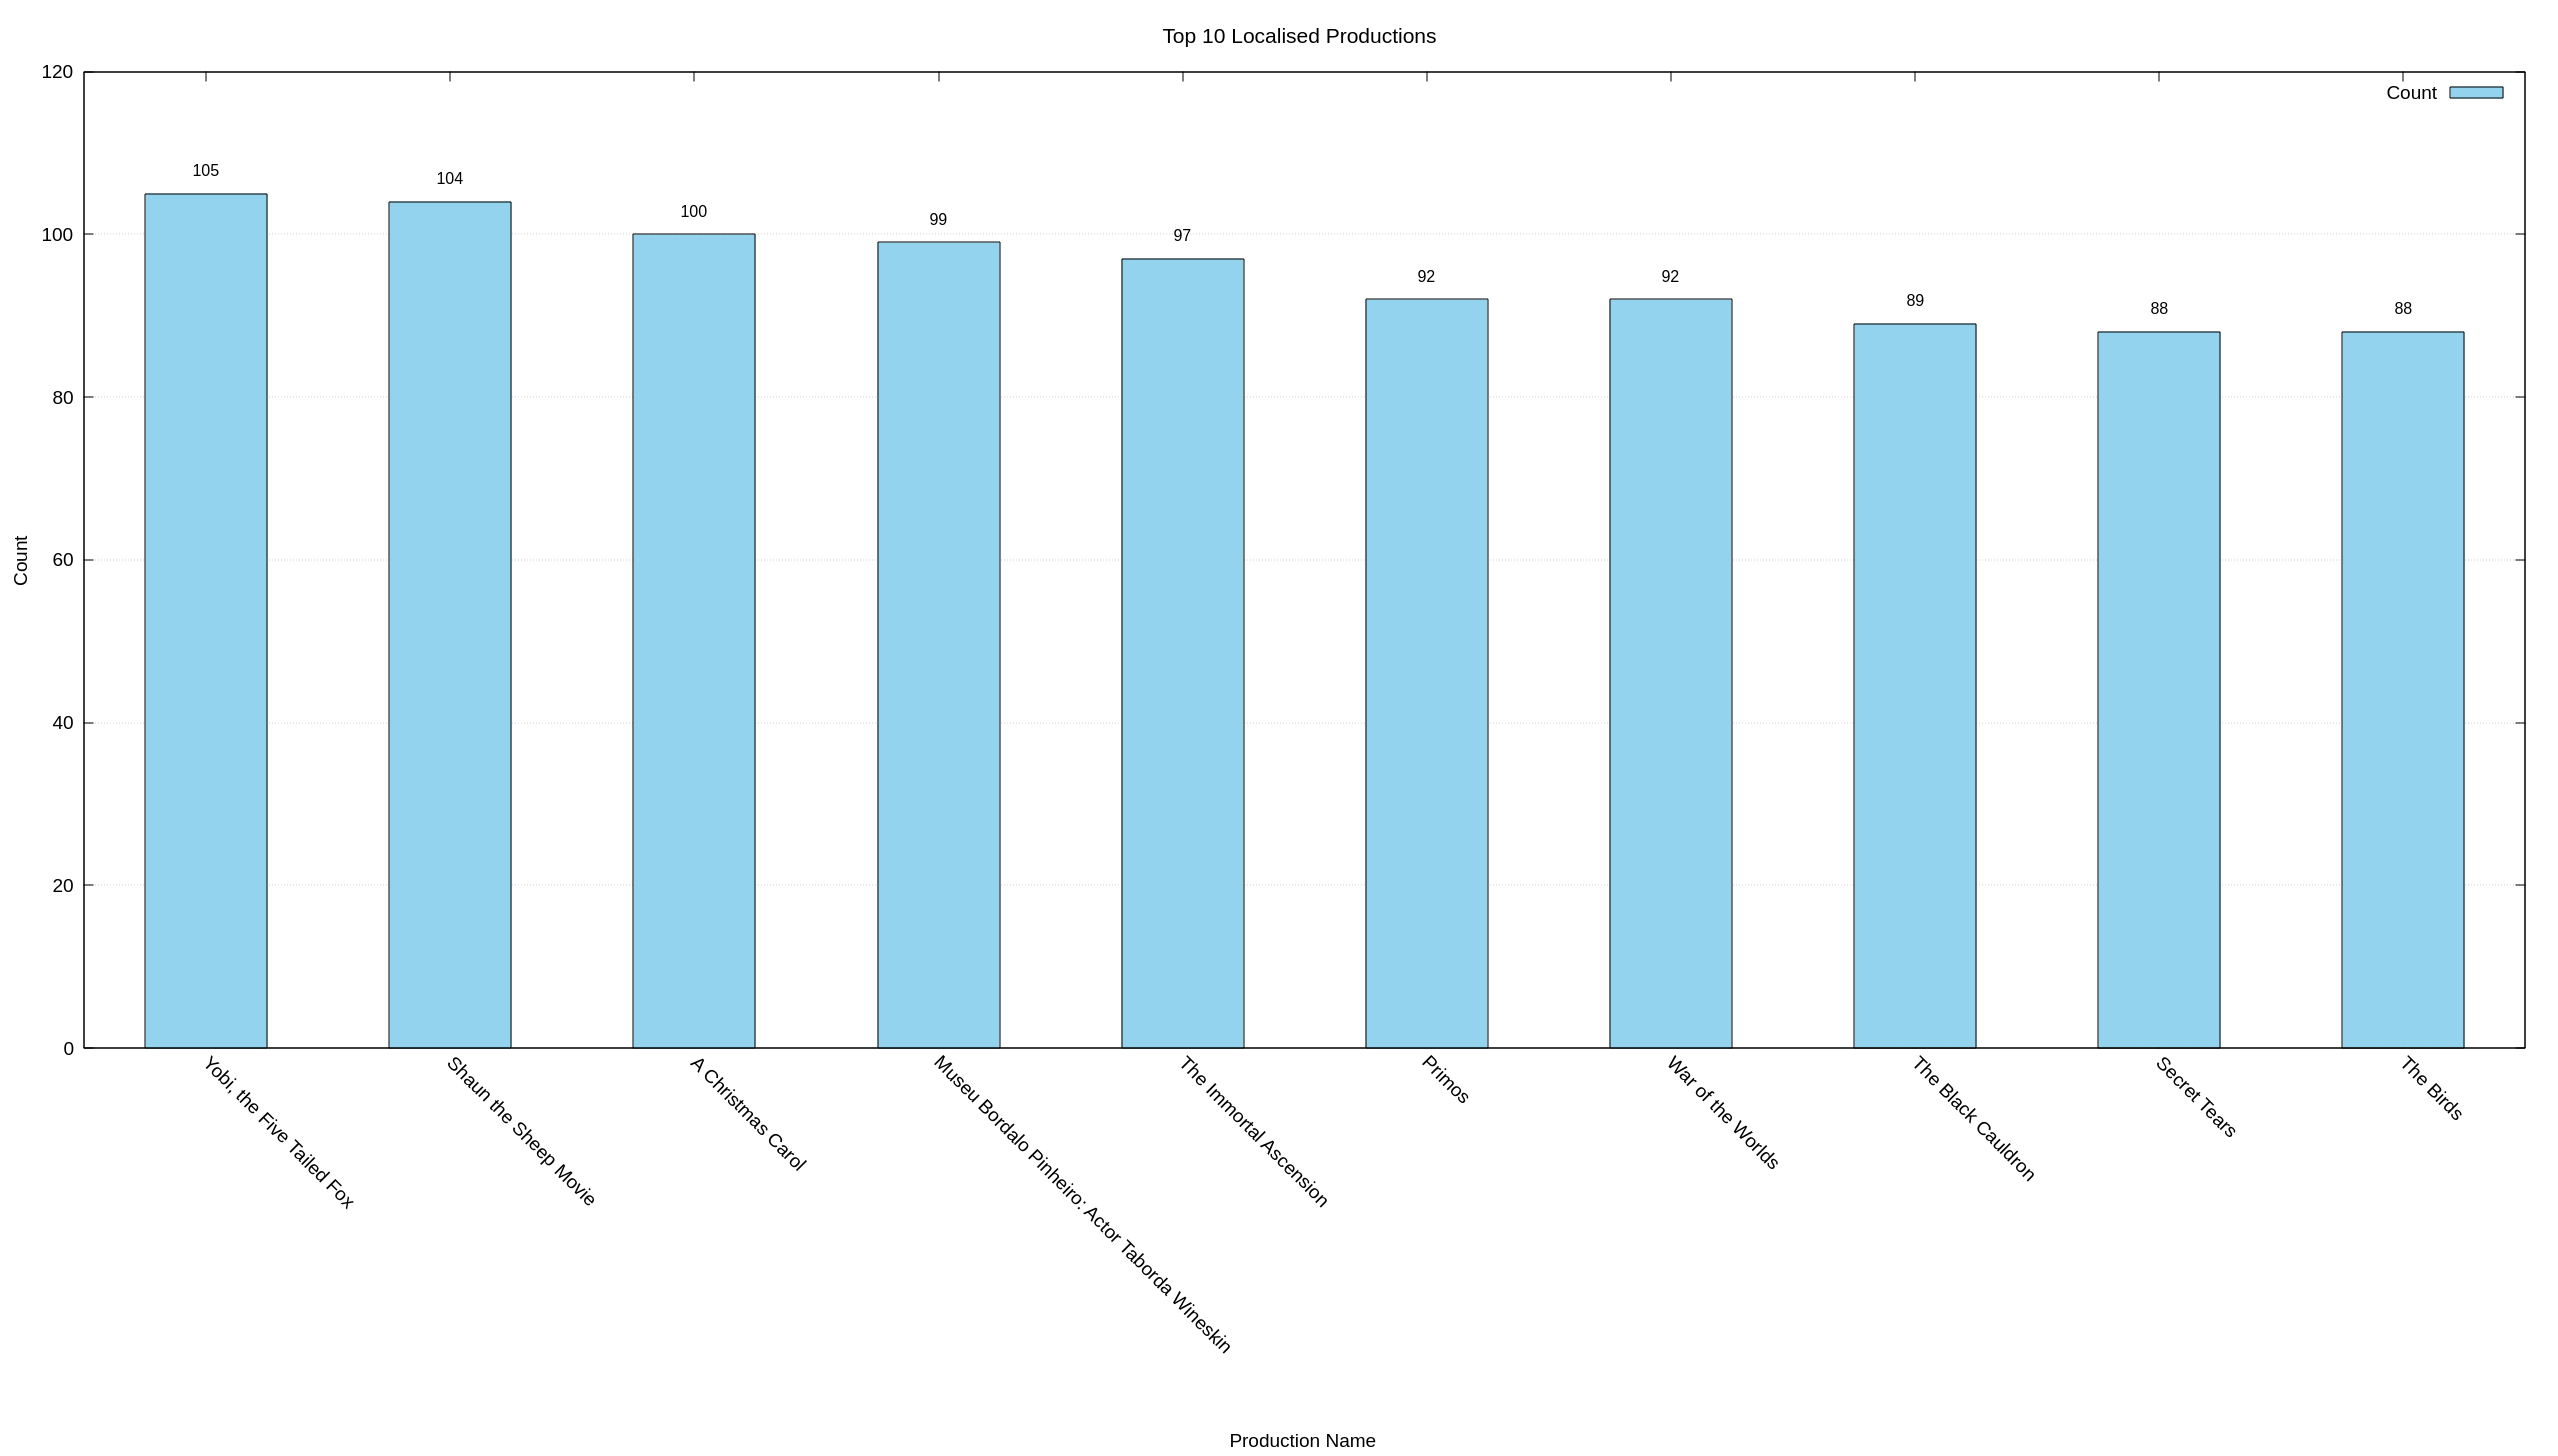 Top 10 Localised Productions
Count
120
100
80
60
40
20
0
Count
105
104
100
99
97
92
92
89
88
88
Yobi, the Five Tailed Fox
Shaun the Sheep Movie
A Christmas Carol
Museu Bordalo Pinheiro: Actor Taborda Wineskin
The Immortal Ascension
Primos
War of the Worlds
The Black Cauldron
Secret Tears
The Birds
Production Name